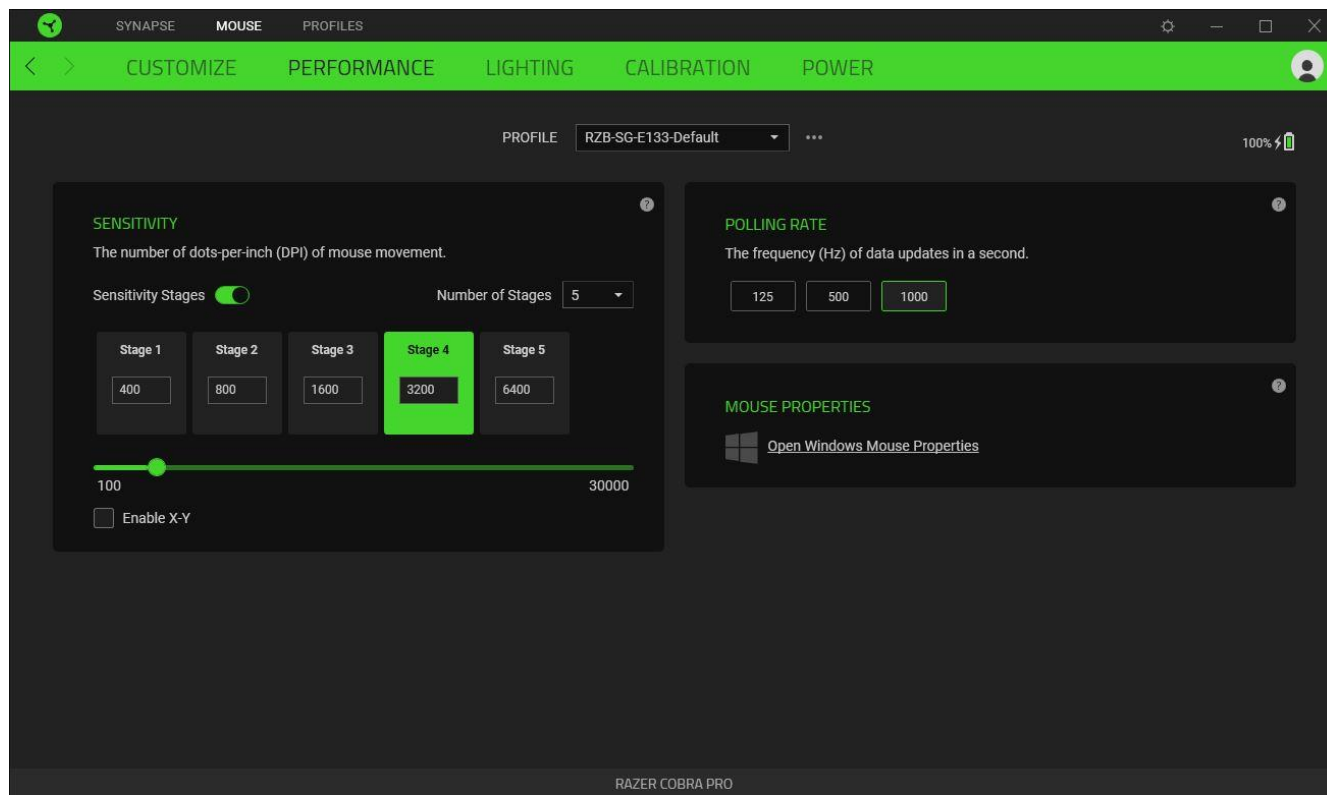 SYNAPSE MOUSE PROFILES
CUSTOMIZE PERFORMANCE LIGHTING CALIBRATION POWER
PROFILE RZB-SG-E133-Default
100%
SENSITIVITY
The number of dots-per-inch (DPI) of mouse movement.
Sensitivity Stages Number of Stages 5
Stage 1 Stage 2 Stage 3 Stage 4 Stage 5
400 800 1600 3200 6400
100 30000
Enable X-Y
POLLING RATE
The frequency (Hz) of data updates in a second.
125 500 1000
MOUSE PROPERTIES
Open Windows Mouse Properties
RAZER COBRA PRO